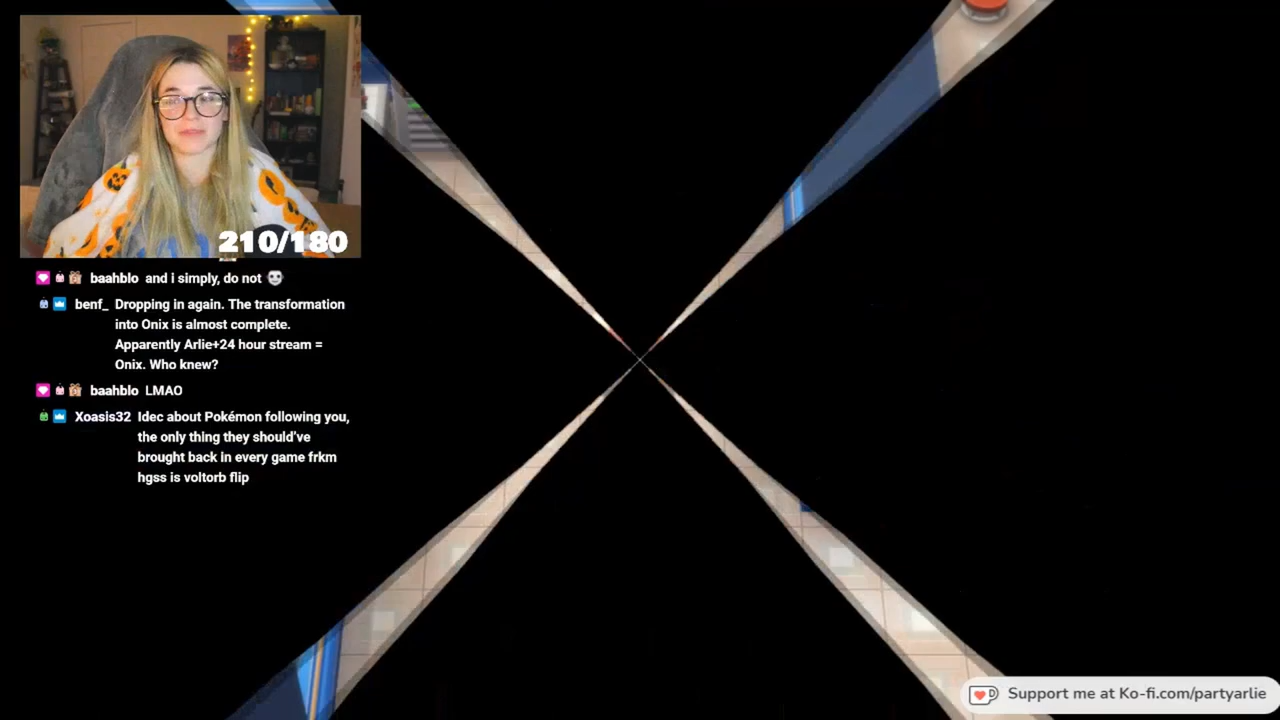 210/180
baahblo and i simply, do not
benf_ Dropping in again. The transformation
into Onix is almost complete.
Apparently Arlie+24 hour stream =
Onix. Who knew?
baahblo LMAO
Xoasis32 Idec about Pokémon following you,
the only thing they should've
brought back in every game frkm
hgss is voltorb flip
Support me at Ko-fi.com/partyarlie